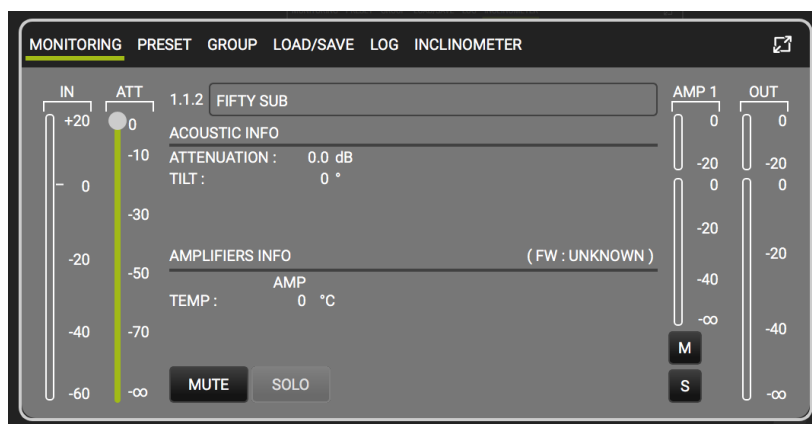 MONITORING PRESET GROUP LOAD/SAVE LOG INCLINOMETER
IN ATT AMP 1 OUT
1.1.2 FIFTY SUB
+20 0 0 0
ACOUSTIC INFO
-10 ATTENUATION : 0.0 dB -20 -20
0 TILT : 0 ° 0 0
-30
-20
-20 AMPLIFIERS INFO ( FW : UNKNOWN ) -20
-50 AMP -40
TEMP : 0 °C
-∞
-40 -70 -40
M
MUTE SOLO S
-60 -∞ -∞